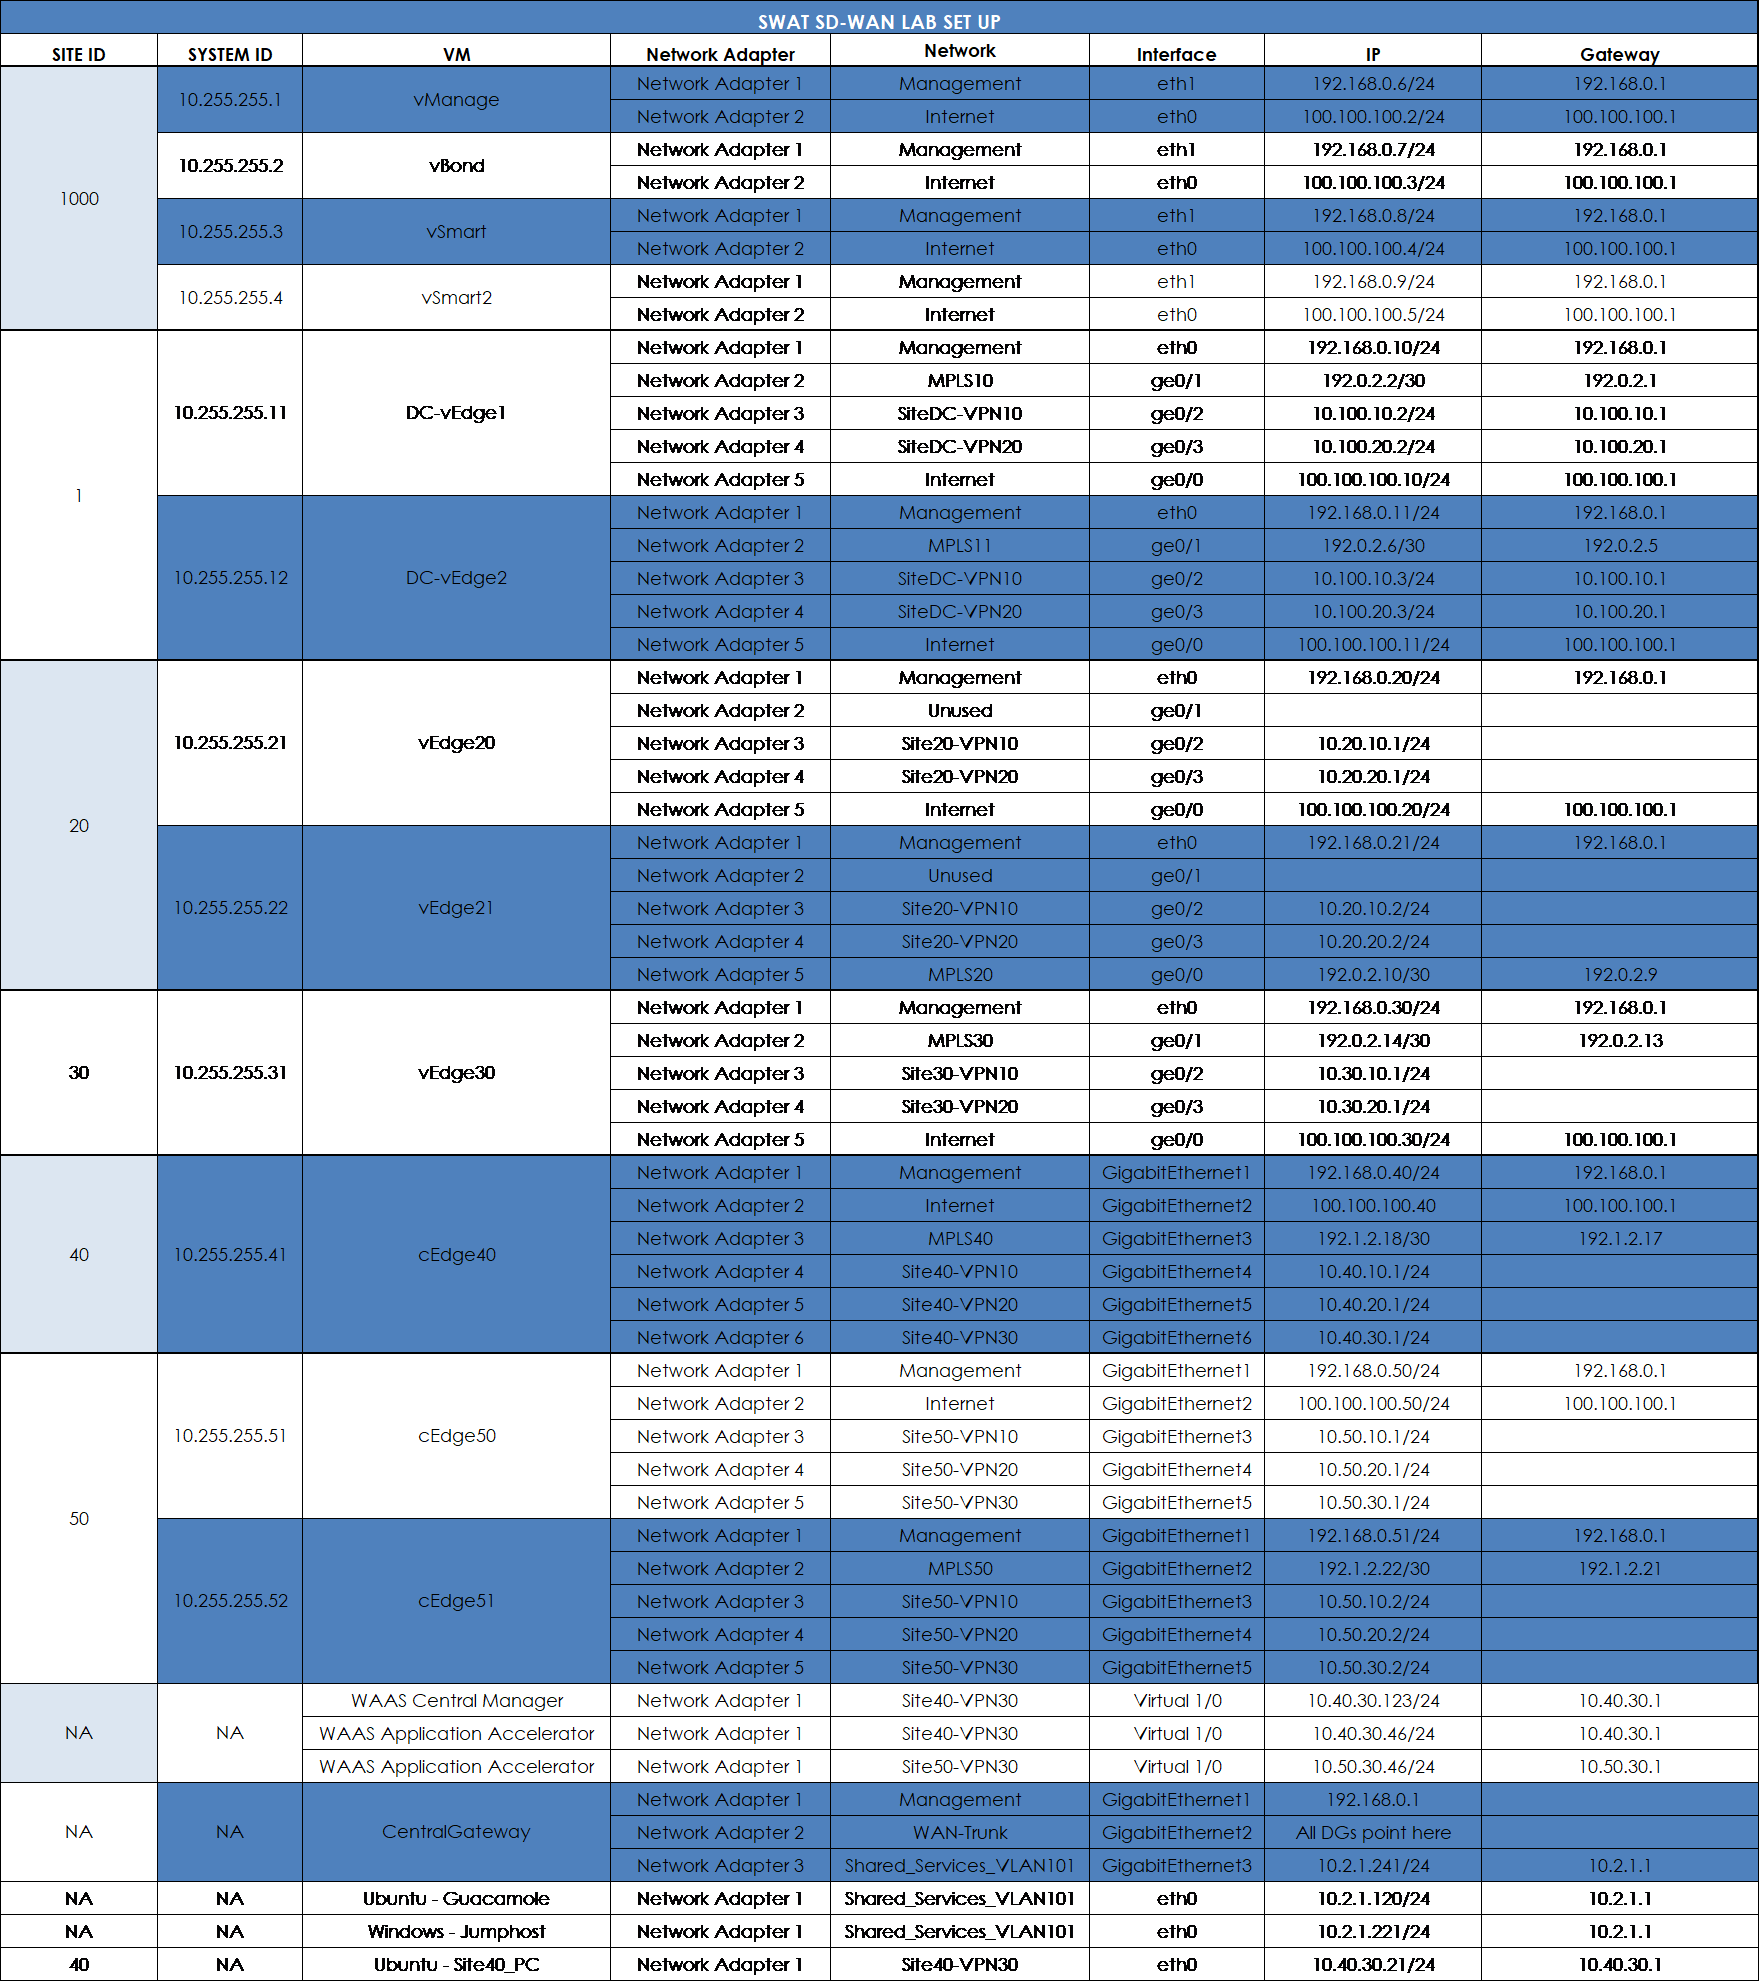 SWAT SD-WAN LAB SET UP
SITE ID SYSTEM ID VM Network Adapter Network Interface IP Gateway
1000 10.255.255.1 vManage Network Adapter 1 Management eth1 192.168.0.6/24 192.168.0.1
Network Adapter 2 Internet eth0 100.100.100.2/24 100.100.100.1
10.255.255.2 vBond Network Adapter 1 Management eth1 192.168.0.7/24 192.168.0.1
Network Adapter 2 Internet eth0 100.100.100.3/24 100.100.100.1
10.255.255.3 vSmart Network Adapter 1 Management eth1 192.168.0.8/24 192.168.0.1
Network Adapter 2 Internet eth0 100.100.100.4/24 100.100.100.1
10.255.255.4 vSmart2 Network Adapter 1 Management eth1 192.168.0.9/24 192.168.0.1
Network Adapter 2 Internet eth0 100.100.100.5/24 100.100.100.1
1 10.255.255.11 DC-vEdge1 Network Adapter 1 Management eth0 192.168.0.10/24 192.168.0.1
Network Adapter 2 MPLS10 ge0/1 192.0.2.2/30 192.0.2.1
Network Adapter 3 SiteDC-VPN10 ge0/2 10.100.10.2/24 10.100.10.1
Network Adapter 4 SiteDC-VPN20 ge0/3 10.100.20.2/24 10.100.20.1
Network Adapter 5 Internet ge0/0 100.100.100.10/24 100.100.100.1
10.255.255.12 DC-vEdge2 Network Adapter 1 Management eth0 192.168.0.11/24 192.168.0.1
Network Adapter 2 MPLS11 ge0/1 192.0.2.6/30 192.0.2.5
Network Adapter 3 SiteDC-VPN10 ge0/2 10.100.10.3/24 10.100.10.1
Network Adapter 4 SiteDC-VPN20 ge0/3 10.100.20.3/24 10.100.20.1
Network Adapter 5 Internet ge0/0 100.100.100.11/24 100.100.100.1
20 10.255.255.21 vEdge20 Network Adapter 1 Management eth0 192.168.0.20/24 192.168.0.1
Network Adapter 2 Unused ge0/1
Network Adapter 3 Site20-VPN10 ge0/2 10.20.10.1/24
Network Adapter 4 Site20-VPN20 ge0/3 10.20.20.1/24
Network Adapter 5 Internet ge0/0 100.100.100.20/24 100.100.100.1
10.255.255.22 vEdge21 Network Adapter 1 Management eth0 192.168.0.21/24 192.168.0.1
Network Adapter 2 Unused ge0/1
Network Adapter 3 Site20-VPN10 ge0/2 10.20.10.2/24
Network Adapter 4 Site20-VPN20 ge0/3 10.20.20.2/24
Network Adapter 5 MPLS20 ge0/0 192.0.2.10/30 192.0.2.9
30 10.255.255.31 vEdge30 Network Adapter 1 Management eth0 192.168.0.30/24 192.168.0.1
Network Adapter 2 MPLS30 ge0/1 192.0.2.14/30 192.0.2.13
Network Adapter 3 Site30-VPN10 ge0/2 10.30.10.1/24
Network Adapter 4 Site30-VPN20 ge0/3 10.30.20.1/24
Network Adapter 5 Internet ge0/0 100.100.100.30/24 100.100.100.1
40 10.255.255.41 cEdge40 Network Adapter 1 Management GigabitEthernet1 192.168.0.40/24 192.168.0.1
Network Adapter 2 Internet GigabitEthernet2 100.100.100.40 100.100.100.1
Network Adapter 3 MPLS40 GigabitEthernet3 192.1.2.18/30 192.1.2.17
Network Adapter 4 Site40-VPN10 GigabitEthernet4 10.40.10.1/24
Network Adapter 5 Site40-VPN20 GigabitEthernet5 10.40.20.1/24
Network Adapter 6 Site40-VPN30 GigabitEthernet6 10.40.30.1/24
50 10.255.255.51 cEdge50 Network Adapter 1 Management GigabitEthernet1 192.168.0.50/24 192.168.0.1
Network Adapter 2 Internet GigabitEthernet2 100.100.100.50/24 100.100.100.1
Network Adapter 3 Site50-VPN10 GigabitEthernet3 10.50.10.1/24
Network Adapter 4 Site50-VPN20 GigabitEthernet4 10.50.20.1/24
Network Adapter 5 Site50-VPN30 GigabitEthernet5 10.50.30.1/24
10.255.255.52 cEdge51 Network Adapter 1 Management GigabitEthernet1 192.168.0.51/24 192.168.0.1
Network Adapter 2 MPLS50 GigabitEthernet2 192.1.2.22/30 192.1.2.21
Network Adapter 3 Site50-VPN10 GigabitEthernet3 10.50.10.2/24
Network Adapter 4 Site50-VPN20 GigabitEthernet4 10.50.20.2/24
Network Adapter 5 Site50-VPN30 GigabitEthernet5 10.50.30.2/24
NA NA WAAS Central Manager Network Adapter 1 Site40-VPN30 Virtual 1/0 10.40.30.123/24 10.40.30.1
WAAS Application Accelerator Network Adapter 1 Site40-VPN30 Virtual 1/0 10.40.30.46/24 10.40.30.1
WAAS Application Accelerator Network Adapter 1 Site50-VPN30 Virtual 1/0 10.50.30.46/24 10.50.30.1
NA NA CentralGateway Network Adapter 1 Management GigabitEthernet1 192.168.0.1
Network Adapter 2 WAN-Trunk GigabitEthernet2 All DGs point here
Network Adapter 3 Shared_Services_VLAN101 GigabitEthernet3 10.2.1.241/24 10.2.1.1
NA NA Ubuntu - Guacamole Network Adapter 1 Shared_Services_VLAN101 eth0 10.2.1.120/24 10.2.1.1
NA NA Windows - Jumphost Network Adapter 1 Shared_Services_VLAN101 eth0 10.2.1.221/24 10.2.1.1
40 NA Ubuntu - Site40_PC Network Adapter 1 Site40-VPN30 eth0 10.40.30.21/24 10.40.30.1